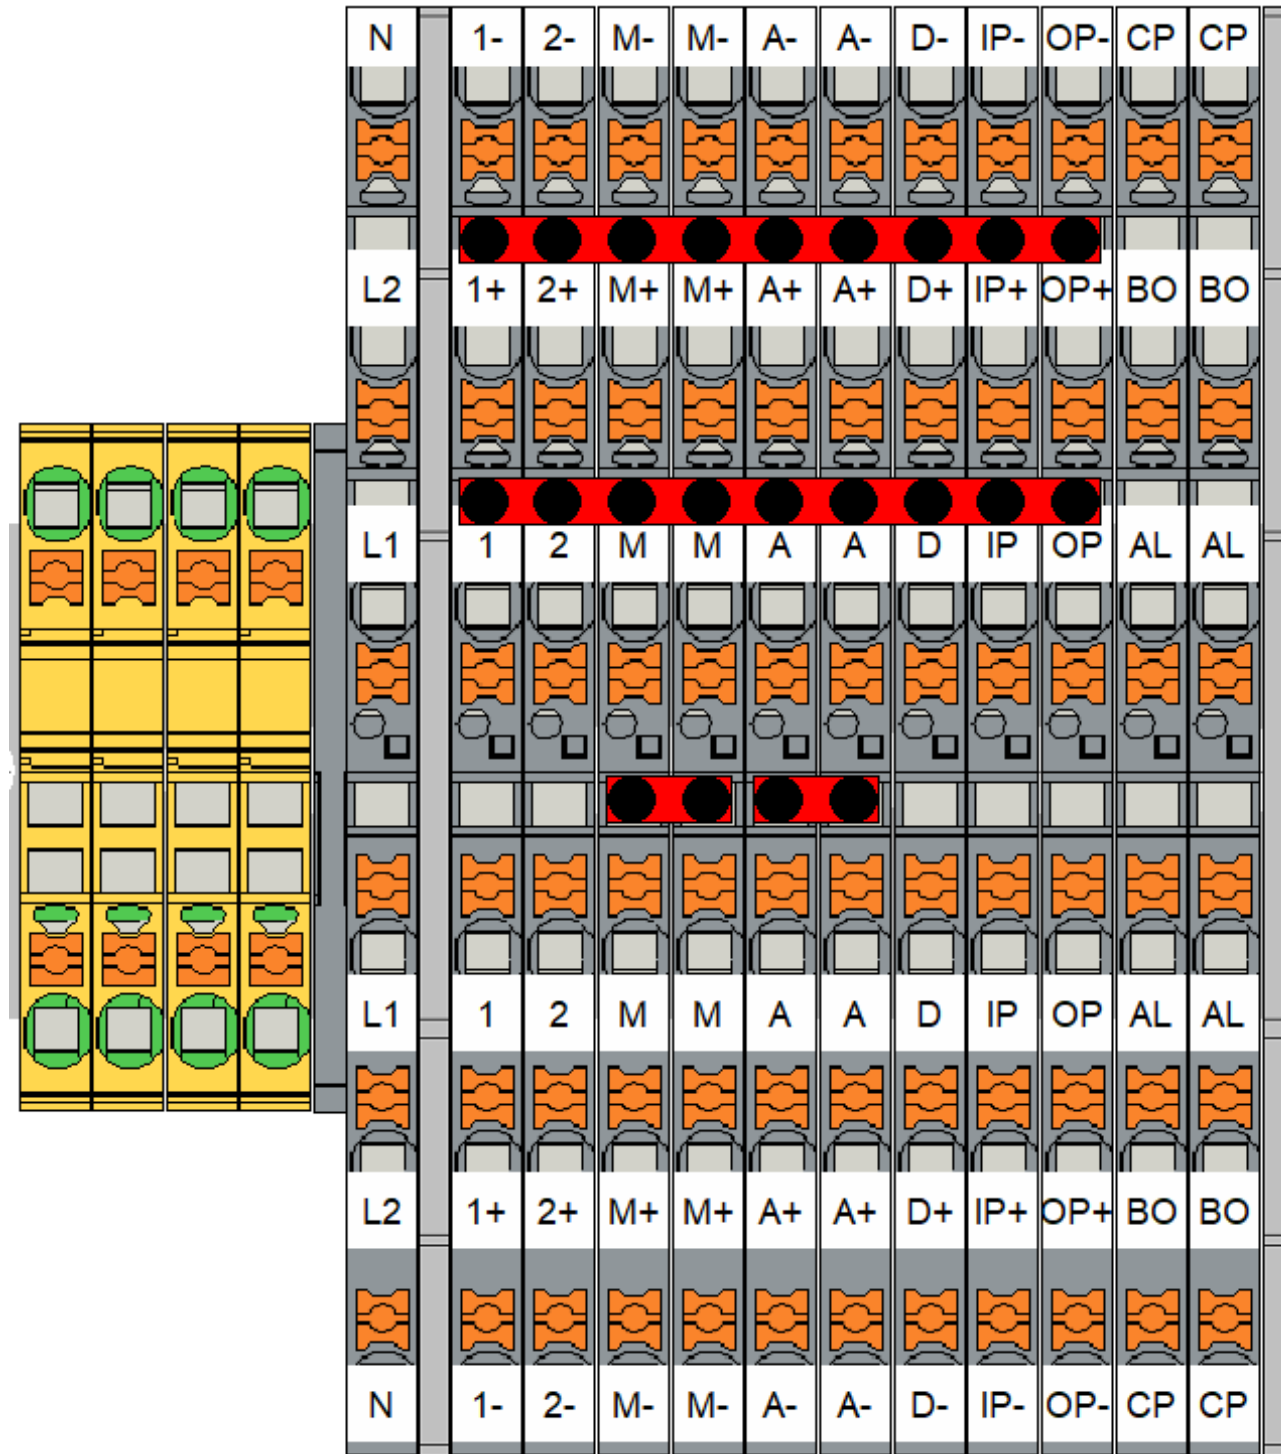 N 1- 2- M- M- A- A- D- IP- OP- CP CP
L2 1+ 2+ M+ M+ A+ A+ D+ IP+ OP+ BO BO
L1 1 2 M M A A D IP OP AL AL
L1 1 2 M M A A D IP OP AL AL
L2 1+ 2+ M+ M+ A+ A+ D+ IP+ OP+ BO BO
N 1- 2- M- M- A- A- D- IP- OP- CP CP